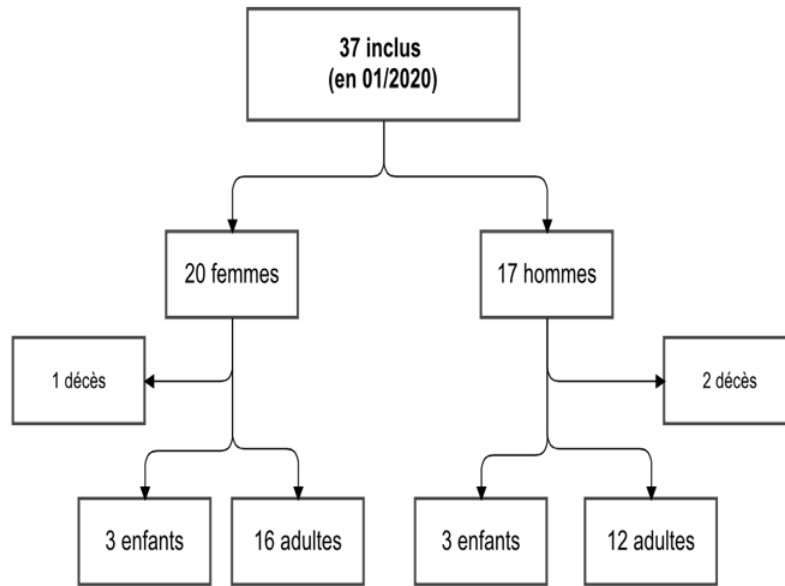 37 inclus
(en 01/2020)
20 femmes
17 hommes
1 décès
2 décès
3 enfants
16 adultes
3 enfants
12 adultes